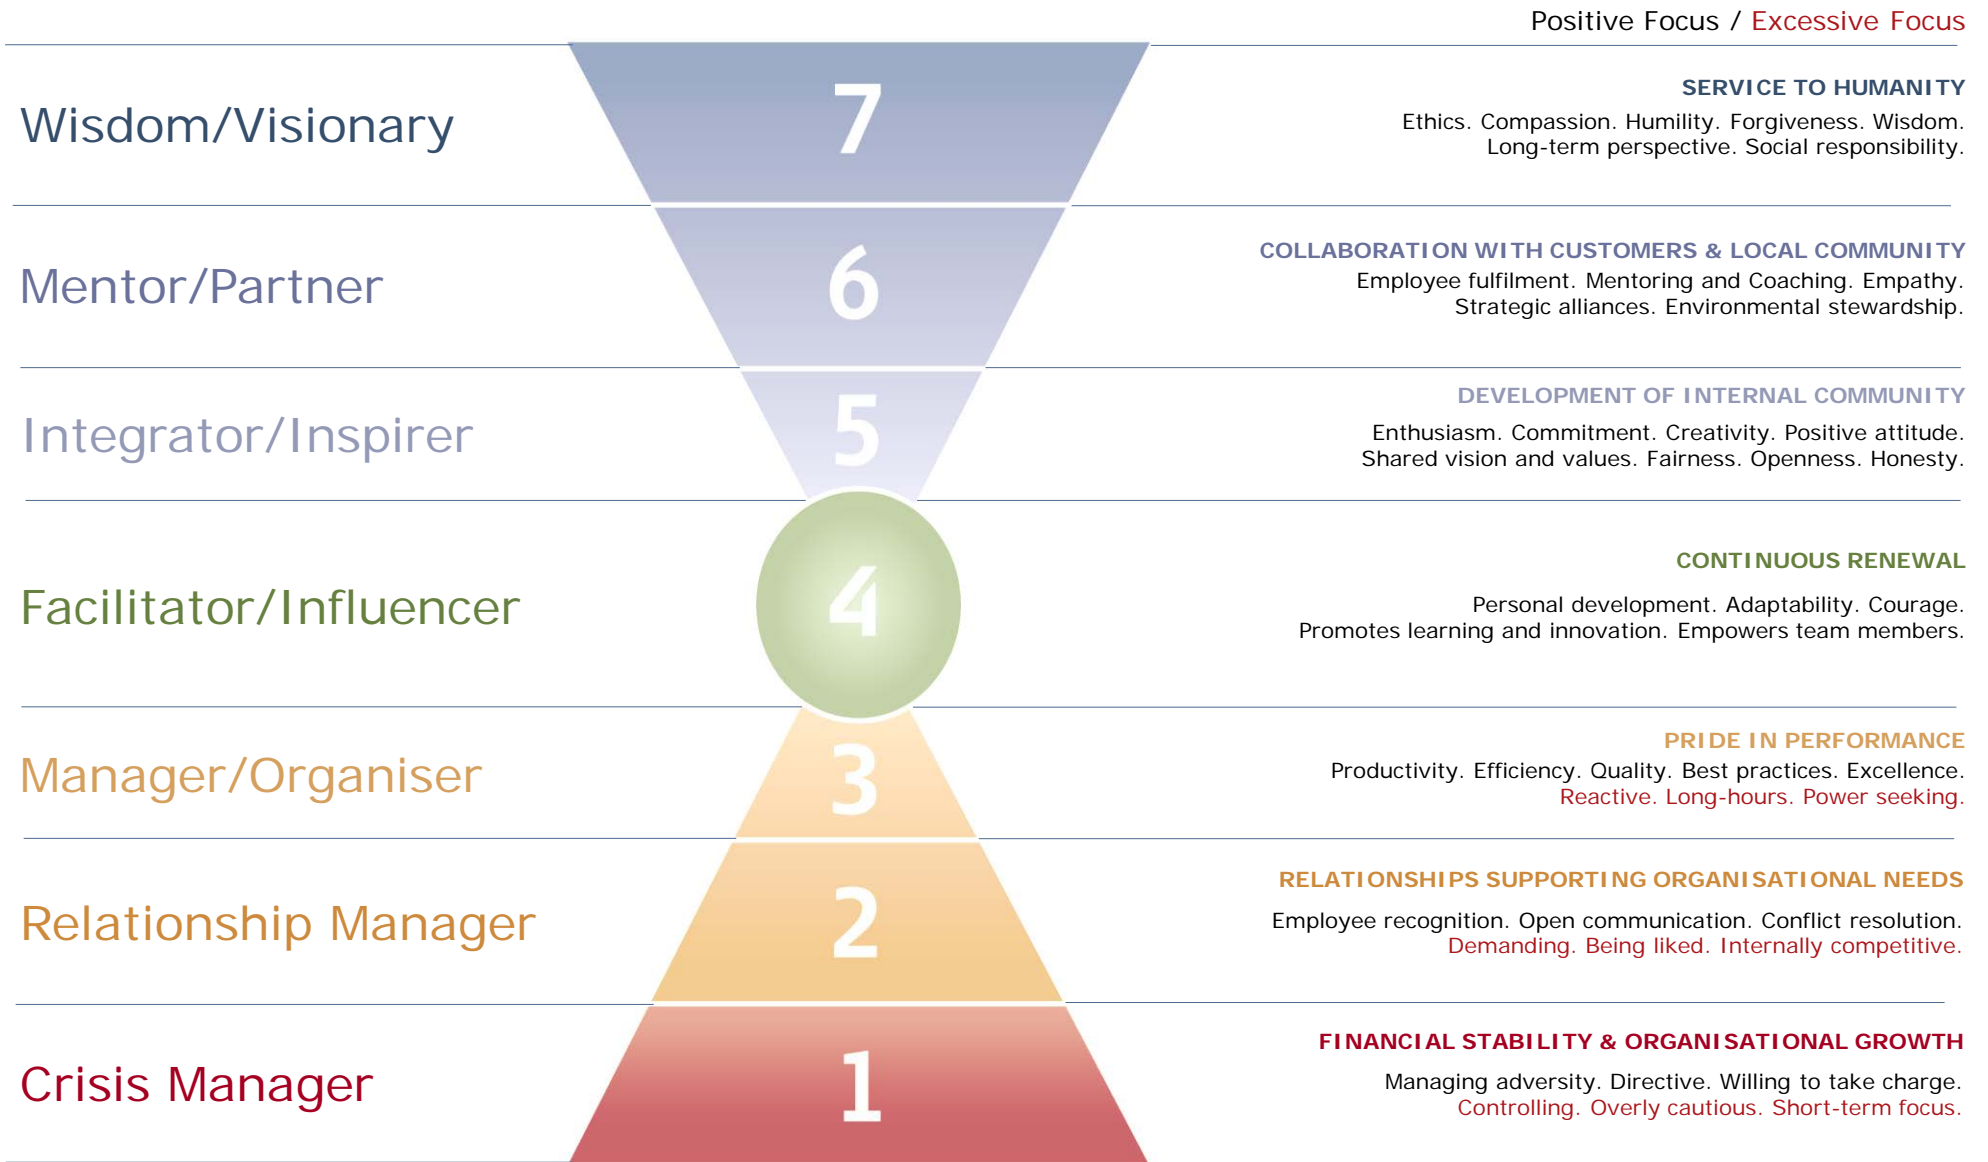 Positive Focus / Excessive Focus
Wisdom/Visionary
7
SERVICE TO HUMANITY
Ethics. Compassion. Humility. Forgiveness. Wisdom.
Long-term perspective. Social responsibility.
Mentor/Partner
6
COLLABORATION WITH CUSTOMERS & LOCAL COMMUNITY
Employee fulfilment. Mentoring and Coaching. Empathy.
Strategic alliances. Environmental stewardship.
Integrator/Inspirer
5
DEVELOPMENT OF INTERNAL COMMUNITY
Enthusiasm. Commitment. Creativity. Positive attitude.
Shared vision and values. Fairness. Openness. Honesty.
Facilitator/Influencer
4
CONTINUOUS RENEWAL
Personal development. Adaptability. Courage.
Promotes learning and innovation. Empowers team members.
Manager/Organiser
3
PRIDE IN PERFORMANCE
Productivity. Efficiency. Quality. Best practices. Excellence.
Reactive. Long-hours. Power seeking.
Relationship Manager
2
RELATIONSHIPS SUPPORTING ORGANISATIONAL NEEDS
Employee recognition. Open communication. Conflict resolution.
Demanding. Being liked. Internally competitive.
Crisis Manager
1
FINANCIAL STABILITY & ORGANISATIONAL GROWTH
Managing adversity. Directive. Willing to take charge.
Controlling. Overly cautious. Short-term focus.